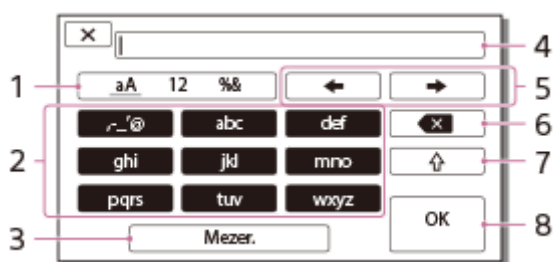 4
1 aA 12 %& 5
,-_'@ abc def 6
2 ghi jkl mno 7
pqrs tuv wxyz
OK 8
3 Mezer.